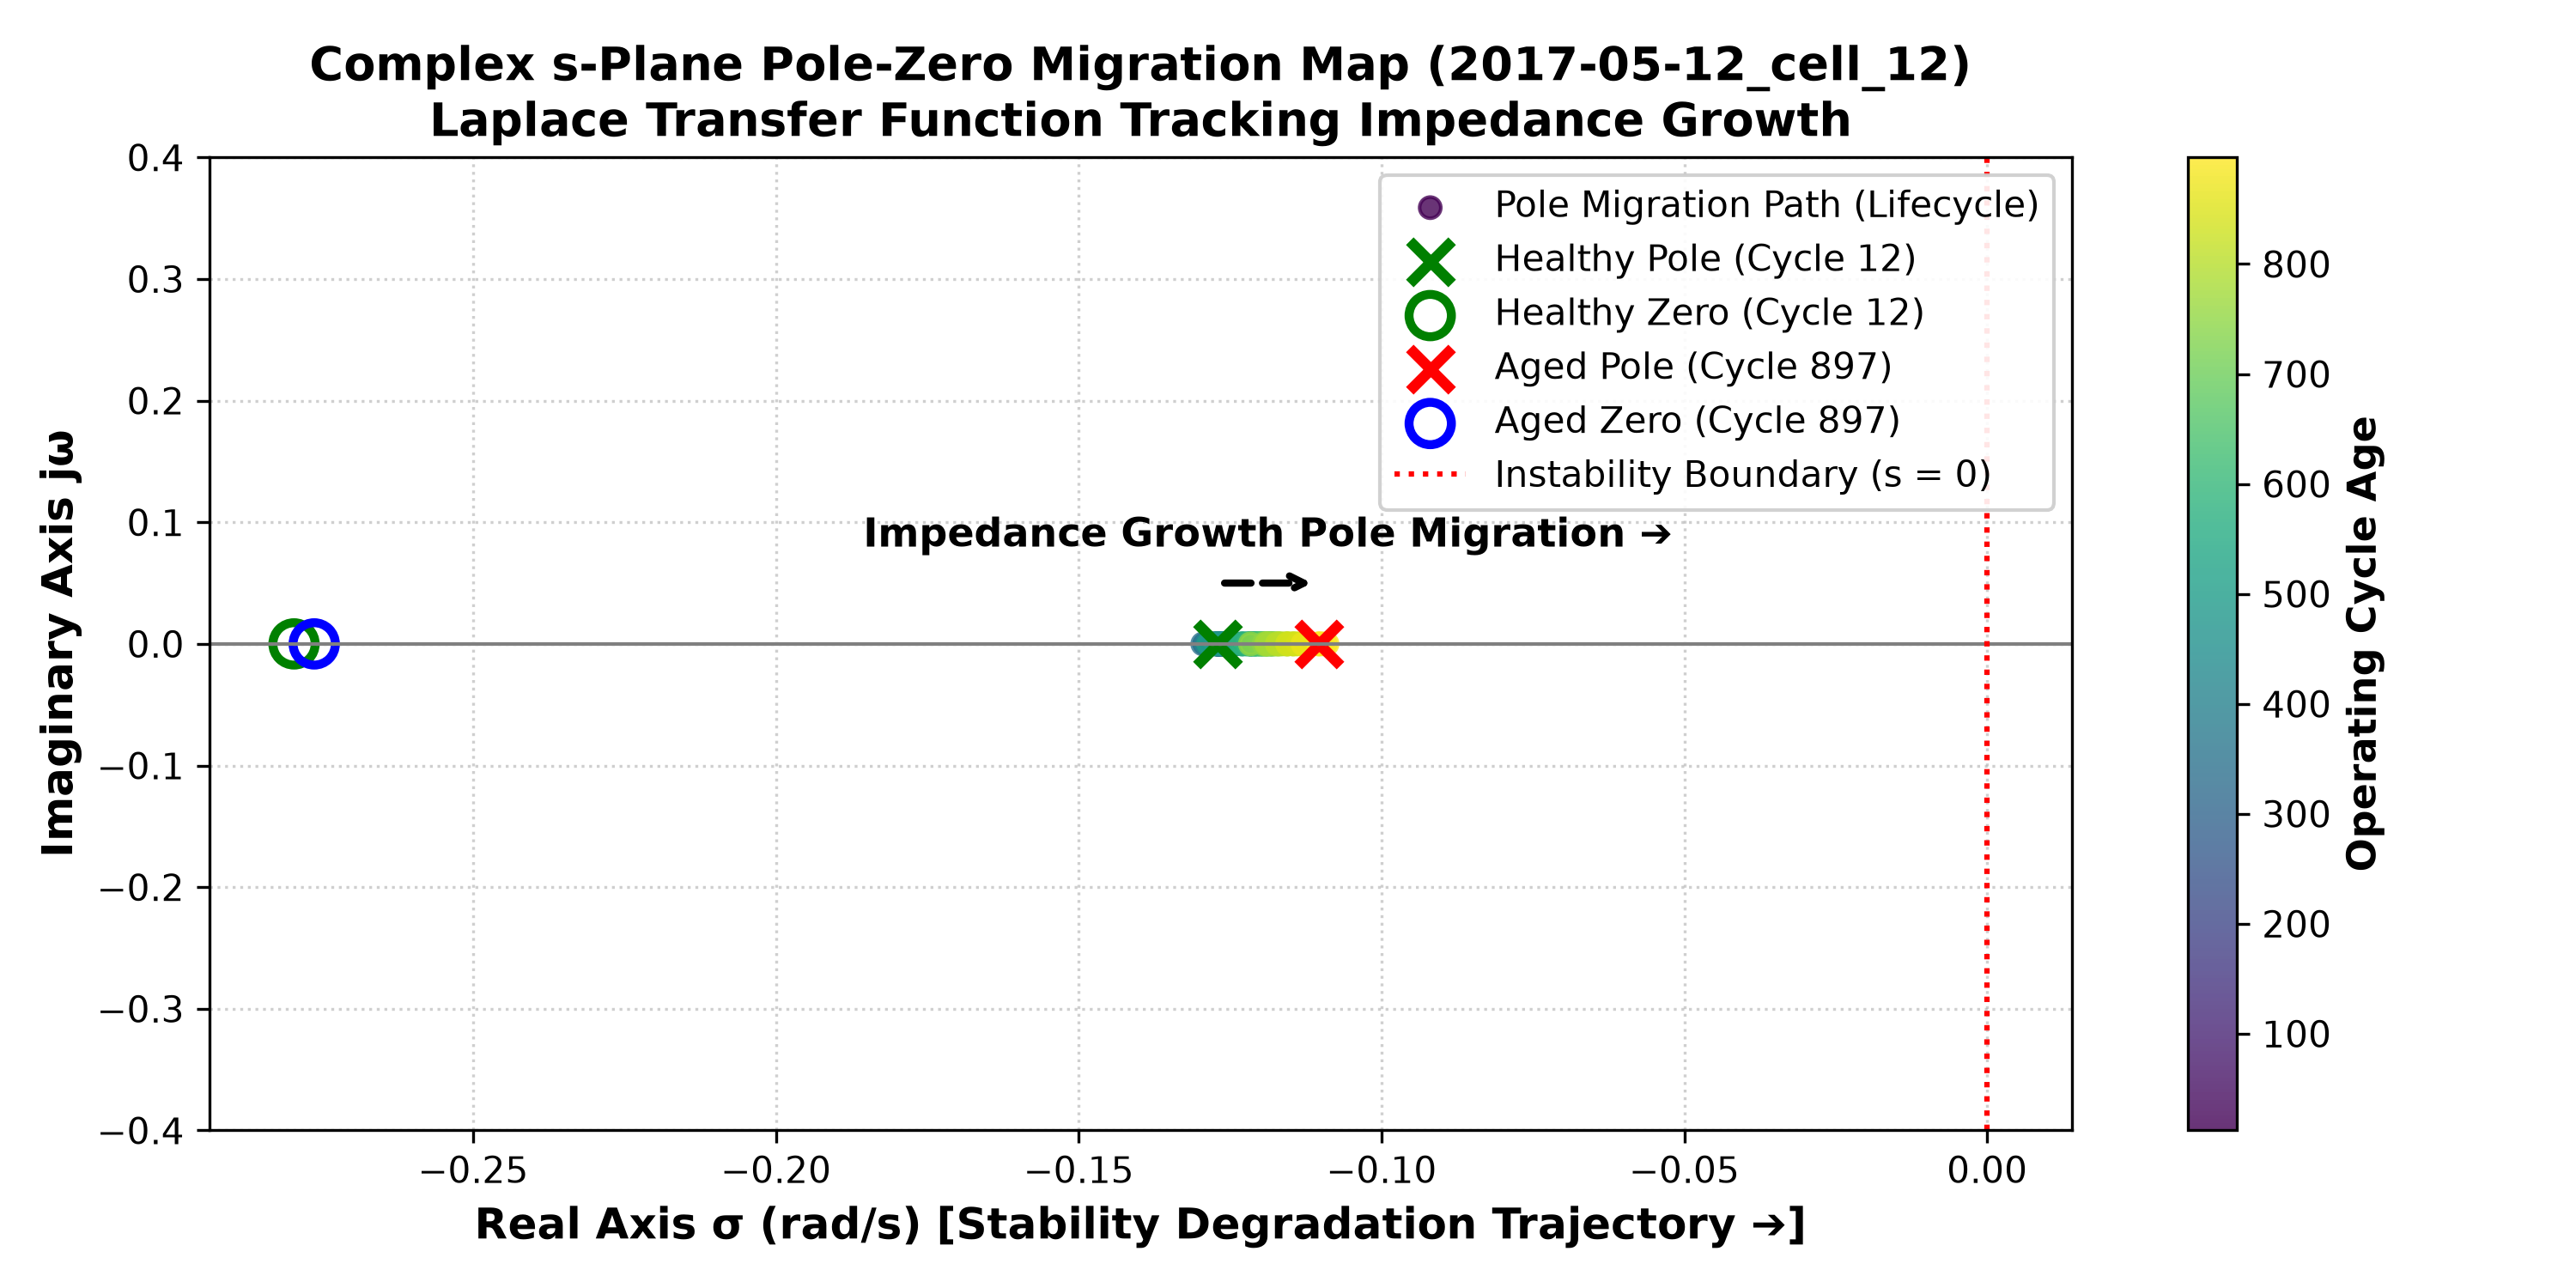 Complex s-Plane Pole-Zero Migration Map (2017-05-12_cell_12)
Laplace Transfer Function Tracking Impedance Growth
Imaginary Axis jω
0.4
0.3
0.2
0.1
0.0
−0.1
−0.2
−0.3
−0.4
Pole Migration Path (Lifecycle)
Healthy Pole (Cycle 12)
Healthy Zero (Cycle 12)
Aged Pole (Cycle 897)
Aged Zero (Cycle 897)
Instability Boundary (s = 0)
Impedance Growth Pole Migration ➔
−0.25
−0.20
−0.15
−0.10
−0.05
0.00
Real Axis σ (rad/s) [Stability Degradation Trajectory ➔]
800
700
600
500
400
300
200
100
Operating Cycle Age